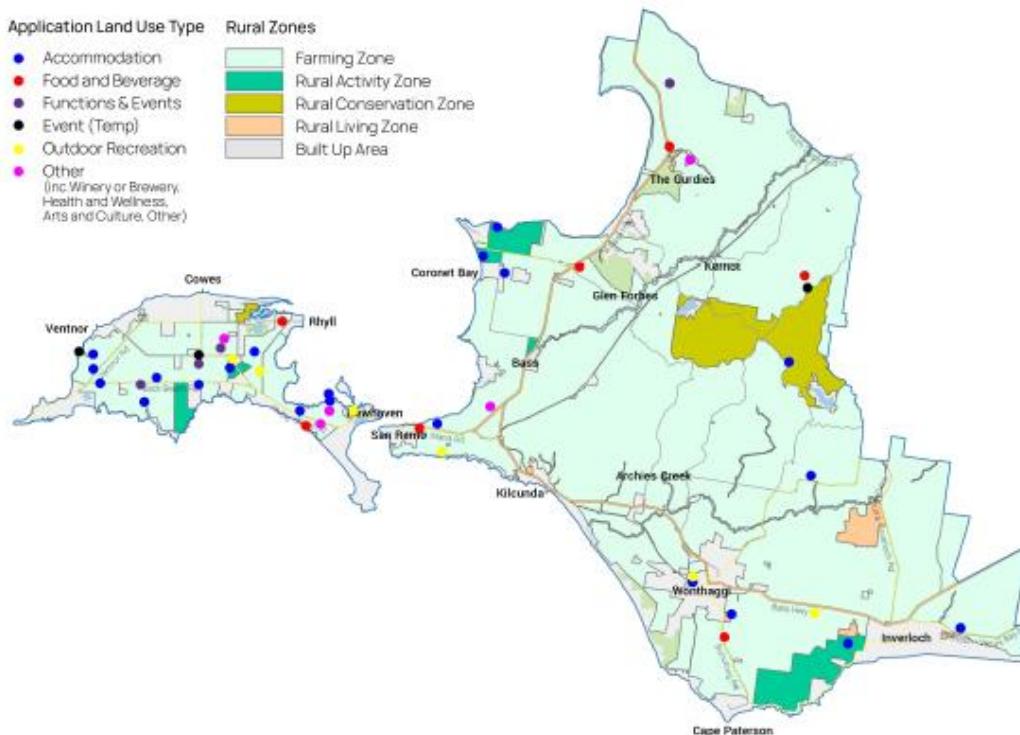 Application Land Use Type
Accommodation
Food and Beverage
Functions & Events
Event (Temp)
Outdoor Recreation
Other
(inc.Winery or Brewery,
Health and Wellness,
Arts and Culture, Other)
Rural Zones
Farming Zone
Rural Activity Zone
Rural Conservation Zone
Rural Living Zone
Built Up Area
The Gurdies
Coronet Bay
Kernot
Glen Forbes
Cowes
Ventnor
Rhyll
Bass
San Remo
Kilcunda
Archies Creek
Wonthaggi
Bass Hwy
Inverloch
Cape Paterson